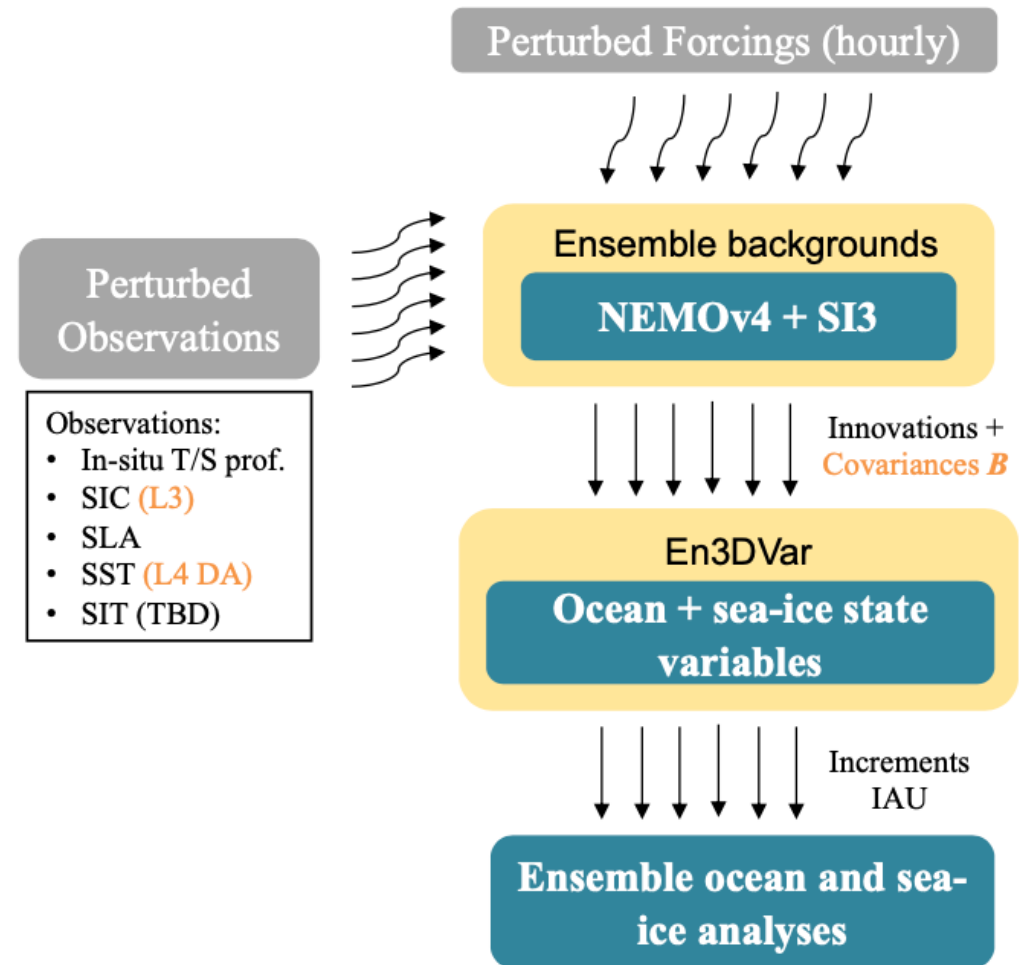 Perturbed Forcings (hourly)
Perturbed
Observations
Observations:
• In-situ T/S prof.
• SIC (L3)
• SLA
• SST (L4 DA)
• SIT (TBD)
Ensemble backgrounds
NEMOv4 + SI3
Innovations +
Covariances B
En3DVar
Ocean + sea-ice state
variables
Increments
IAU
Ensemble ocean and sea-
ice analyses